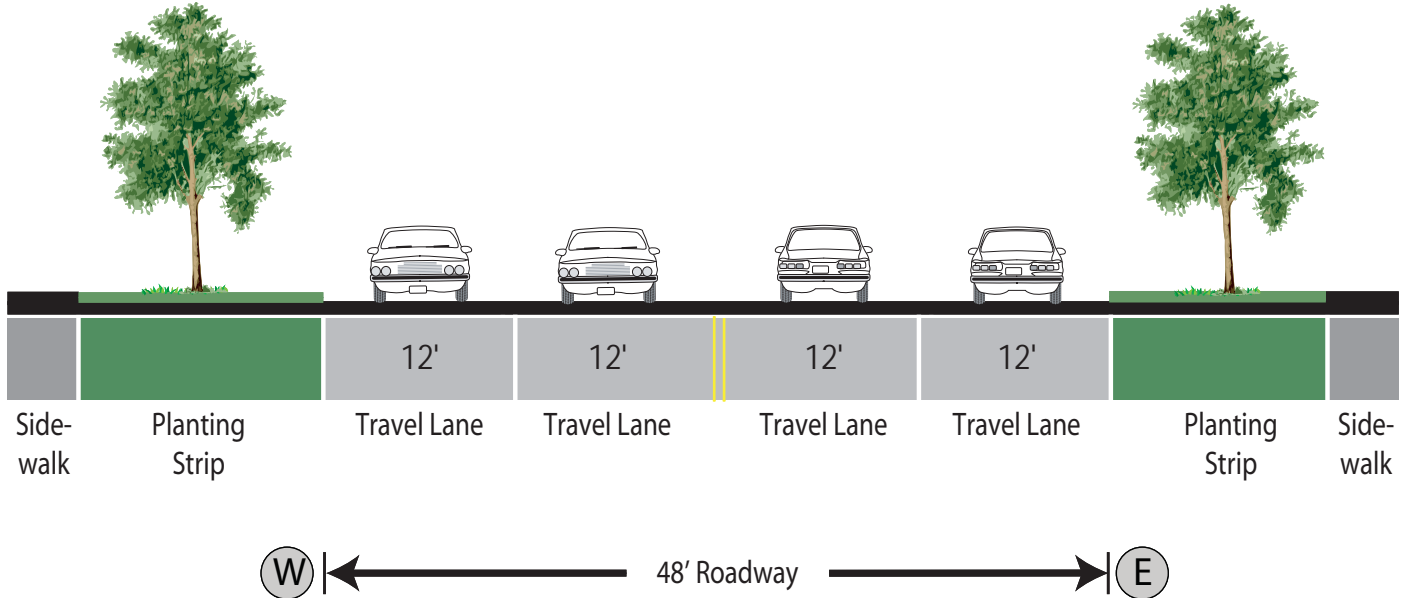 12' 12' 12' 12'
Side-
walk
Planting
Strip
Travel Lane
Travel Lane
Travel Lane
Travel Lane
Planting
Strip
Side-
walk
W 48’ Roadway E